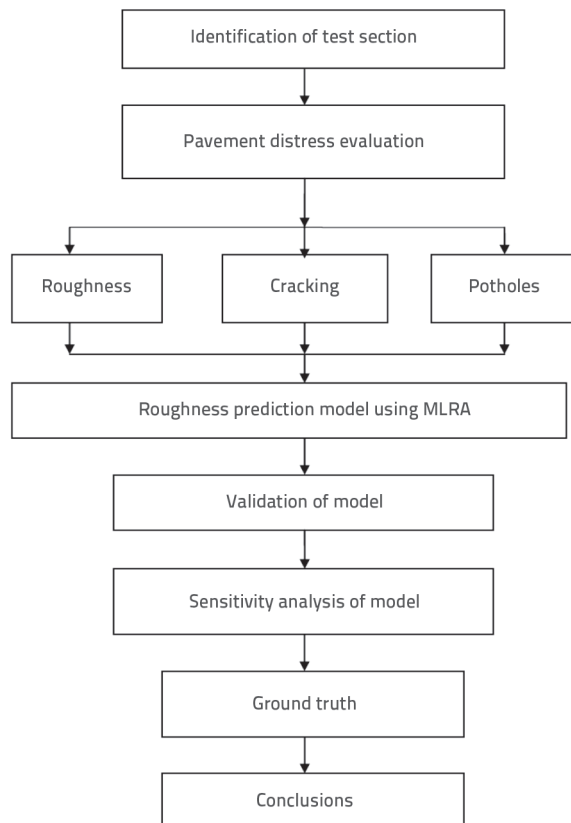 Identification of test section
Pavement distress evaluation
Roughness
Cracking
Potholes
Roughness prediction model using MLRA
Validation of model
Sensitivity analysis of model
Ground truth
Conclusions